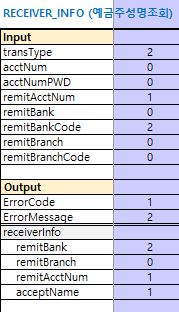 RECEIVER_INFO (예금주성명조회)
Input
transType 2
acctNum 0
acctNumPWD 0
remitAcctNum 1
remitBank 0
remitBankCode 2
remitBranch 0
remitBranchCode 0
Output
ErrorCode 1
ErrorMessage 2
receiverInfo
remitBank 2
remitBranch 0
remitAcctNum 1
acceptName 1